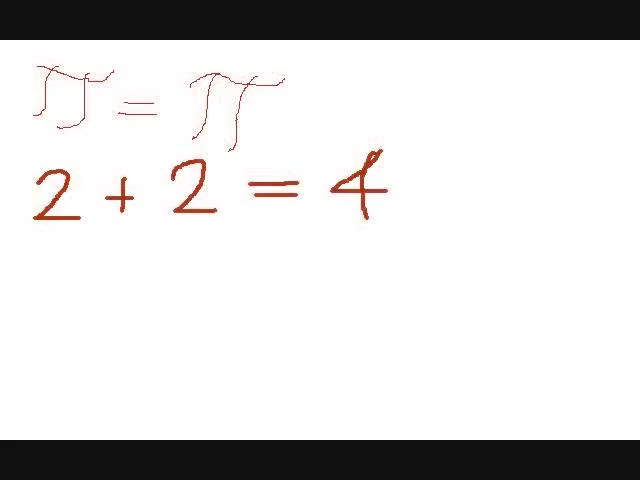 π = π
2 + 2 = 4